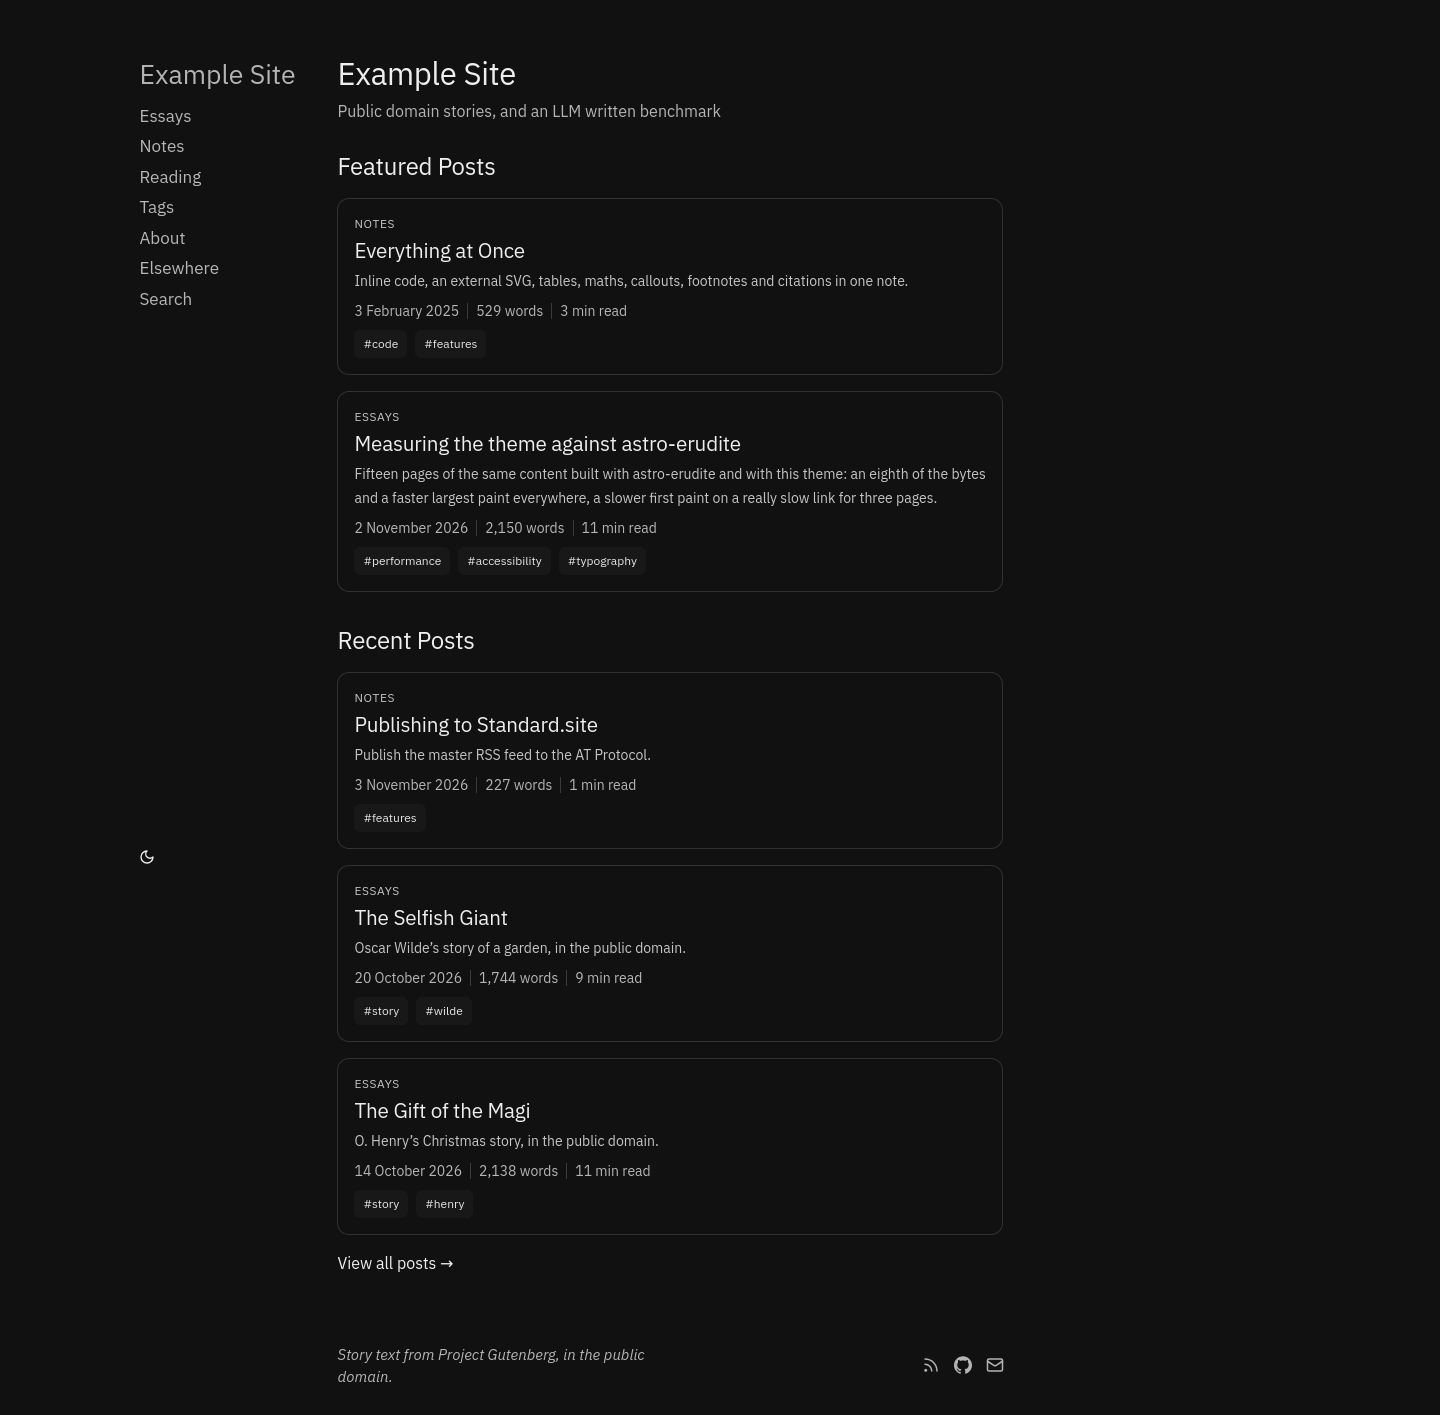 Example Site
Essays
Notes
Reading
Tags
About
Elsewhere
Search
Example Site
Public domain stories, and an LLM written benchmark
Featured Posts
NOTES
Everything at Once
Inline code, an external SVG, tables, maths, callouts, footnotes and citations in one note.
3 February 2025 | 529 words | 3 min read
#code #features
ESSAYS
Measuring the theme against astro-erudite
Fifteen pages of the same content built with astro-erudite and with this theme: an eighth of the bytes
and a faster largest paint everywhere, a slower first paint on a really slow link for three pages.
2 November 2026 | 2,150 words | 11 min read
#performance #accessibility #typography
Recent Posts
NOTES
Publishing to Standard.site
Publish the master RSS feed to the AT Protocol.
3 November 2026 | 227 words | 1 min read
#features
ESSAYS
The Selfish Giant
Oscar Wilde’s story of a garden, in the public domain.
20 October 2026 | 1,744 words | 9 min read
#story #wilde
ESSAYS
The Gift of the Magi
O. Henry’s Christmas story, in the public domain.
14 October 2026 | 2,138 words | 11 min read
#story #henry
View all posts →
Story text from Project Gutenberg, in the public
domain.